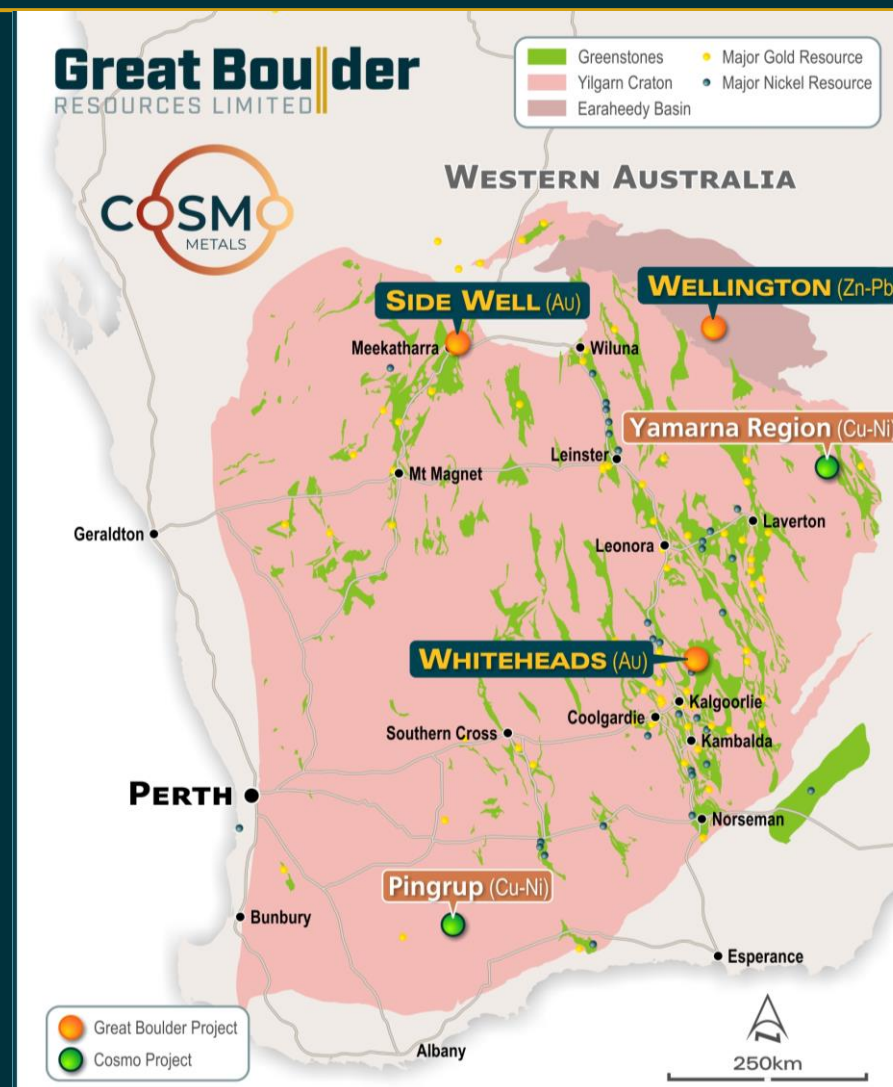 Great Boulder
RESOURCES LIMITED
Greenstones
Yilgarn Craton
Earaheedy Basin
Major Gold Resource
Major Nickel Resource
COSMO
METALS
WESTERN AUSTRALIA
SIDE WELL (Au)
WELLINGTON (Zn-Pb
Meekatharra
Wiluna
Yamarna Region (Cu-Ni)
Leinster
Mt Magnet
Geraldton
Laverton
Leonora
WHITEHEADS (Au)
Kalgoorlie
Coolgardie
Southern Cross
Kambalda
PERTH
Norseman
Pingrup (Cu-Ni)
Bunbury
Esperance
Great Boulder Project
Cosmo Project
Albany
N
250km